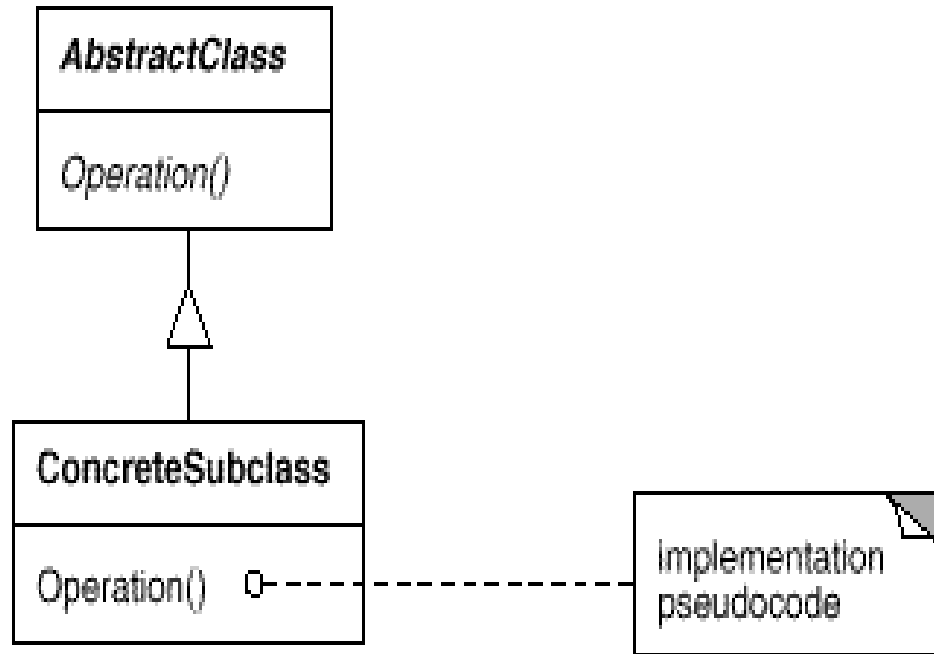 AbstractClass
Operation()
ConcreteSubclass
Operation()
implementation
pseudocode